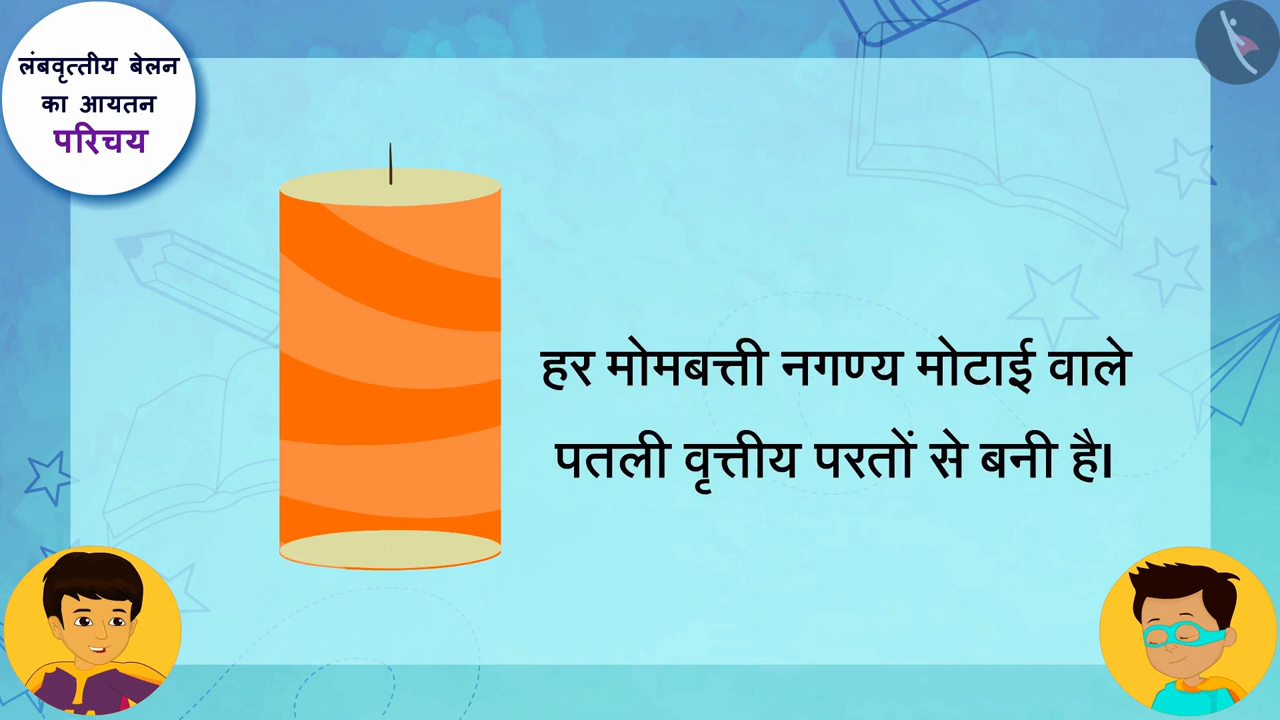 लंबवृत्तीय बेलन
का आयतन
परिचय
हर मोमबत्ती नगण्य मोटाई वाले
पतली वृत्तीय परतों से बनी है।